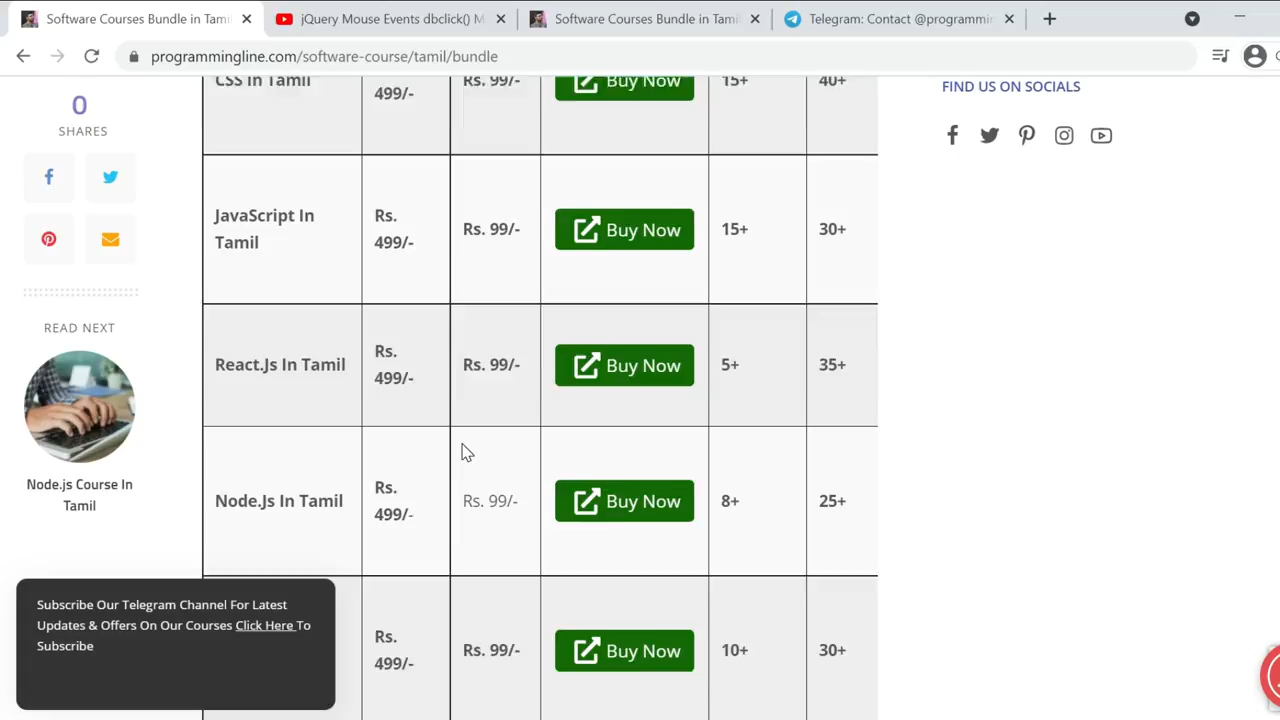 Software Courses Bundle in Tami
jQuery Mouse Events dbclick() M
Software Courses Bundle in Tamil
Telegram: Contact @programmin
programmingline.com/software-course/tamil/bundle
0
SHARES
READ NEXT
Node.js Course In
Tamil
CSS In Tamil
499/-
Rs. 99/-
Buy Now
15+
40+
JavaScript In
Tamil
Rs.
499/-
Rs. 99/-
Buy Now
15+
30+
React.Js In Tamil
Rs.
499/-
Rs. 99/-
Buy Now
5+
35+
Node.Js In Tamil
Rs.
499/-
Rs. 99/-
Buy Now
8+
25+
Rs.
499/-
Rs. 99/-
Buy Now
10+
30+
FIND US ON SOCIALS
Subscribe Our Telegram Channel For Latest
Updates & Offers On Our Courses Click Here To
Subscribe